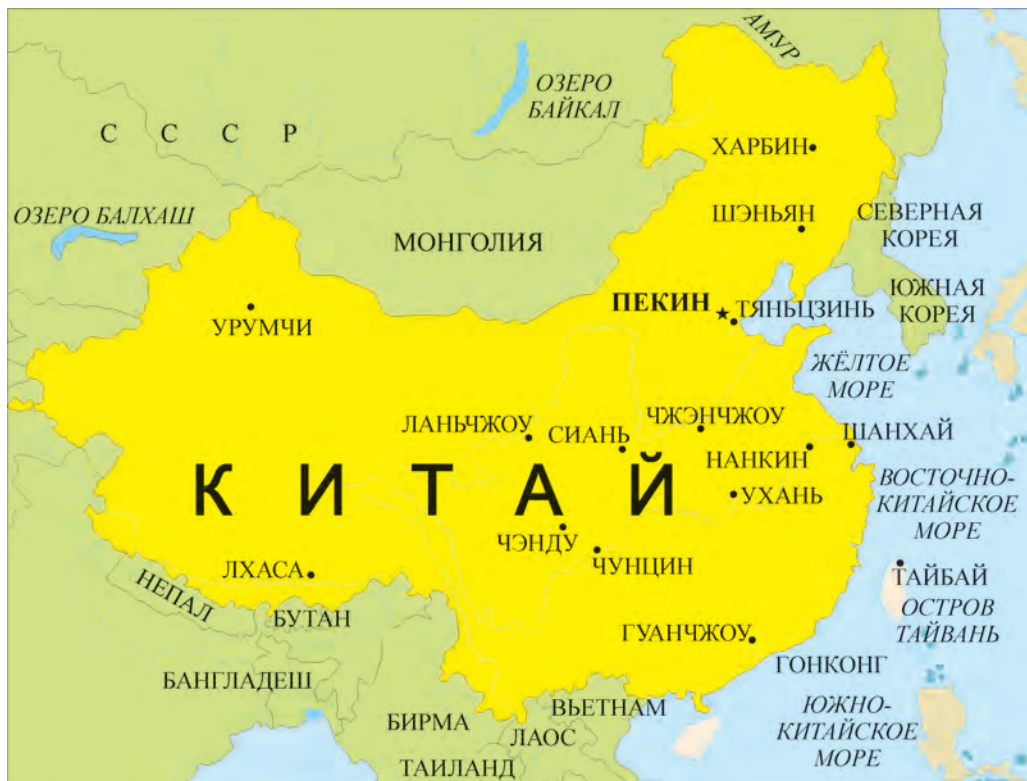 АМУР
ОЗЕРО
БАЙКАЛ
С С С Р
ХАРБИН
ОЗЕРО БАЛХАШ
ШЭНЬЯН
СЕВЕРНАЯ
КОРЕЯ
МОНГОЛИЯ
ЮЖНАЯ
КОРЕЯ
ПЕКИН
ТЯНЬЦЗИНЬ
УРУМЧИ
ЖЁЛТОЕ
МОРЕ
ЛАНЬЧЖОУ
СИАНЬ
ЧЖЭНЧЖОУ
ШАНХАЙ
НАНКИН
К И Т А Й
УХАНЬ
ВОСТОЧНО-
КИТАЙСКОЕ
МОРЕ
ЧЭНДУ
ЧУНЦИН
ЛХАСА
ТАЙБАЙ
ОСТРОВ
ТАЙВАНЬ
НЕПАЛ
БУТАН
ГУАНЧЖОУ
ГОНКОНГ
БАНГЛАДЕШ
БИРМА
ВЬЕТНАМ
ЛАОС
ТАИЛАНД
ЮЖНО-
КИТАЙСКОЕ
МОРЕ